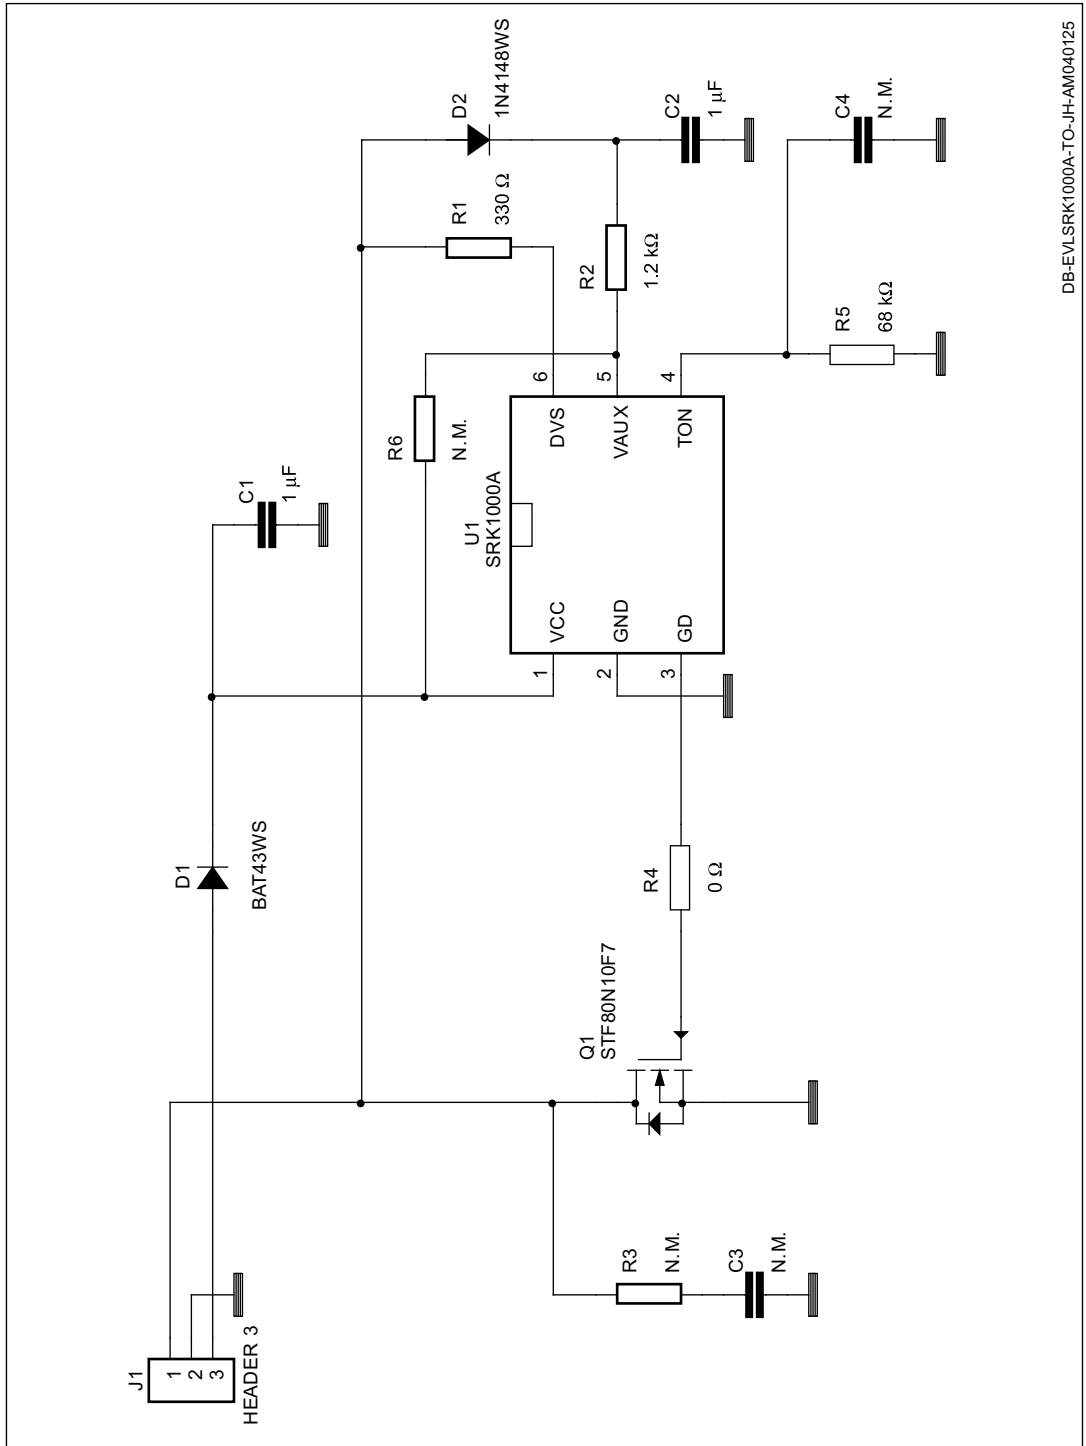 J1
1
2
3
HEADER 3
R3
N.M.
C3
N.M.
Q1
STF80N10F7
D1
BAT43WS
R4
0 Ω
C1
1 µF
R6
N.M.
U1
SRK1000A
1
VCC
2
GND
3
GD
6
DVS
5
VAUX
4
TON
R1
330 Ω
D2
1N4148WS
R2
1.2 kΩ
C2
1 µF
R5
68 kΩ
C4
N.M.
DB-EVLSRK1000A-TO-JH-AM040125